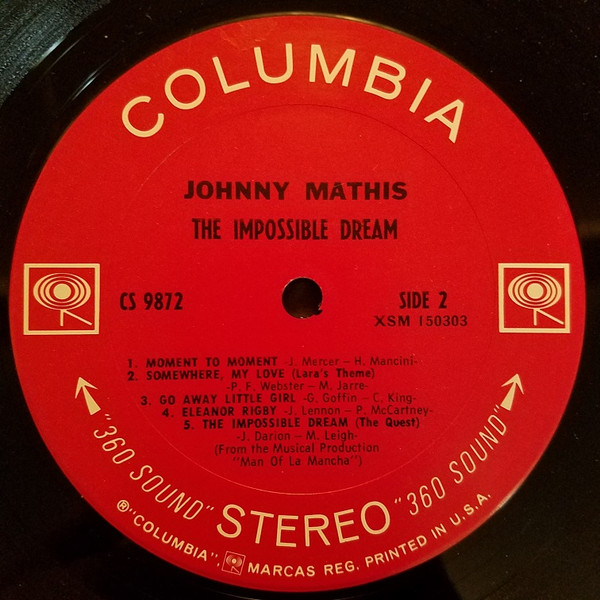 COLUMBIA
JOHNNY MATHIS
THE IMPOSSIBLE DREAM
CS 9872
SIDE 2
XSM 150303
1. MOMENT TO MOMENT -J. Mercer – H. Mancini-
2. SOMEWHERE, MY LOVE (Lara's Theme)
-P. F. Webster – M. Jarre-
3. GO AWAY LITTLE GIRL -G. Goffin – C. King-
4. ELEANOR RIGBY -J. Lennon – P. McCartney-
5. THE IMPOSSIBLE DREAM (The Quest)
-J. Darion – M. Leigh-
(From the Musical Production
"Man Of La Mancha")
"360 SOUND" STEREO "360 SOUND"
®"COLUMBIA", MARCAS REG. PRINTED IN U.S.A.